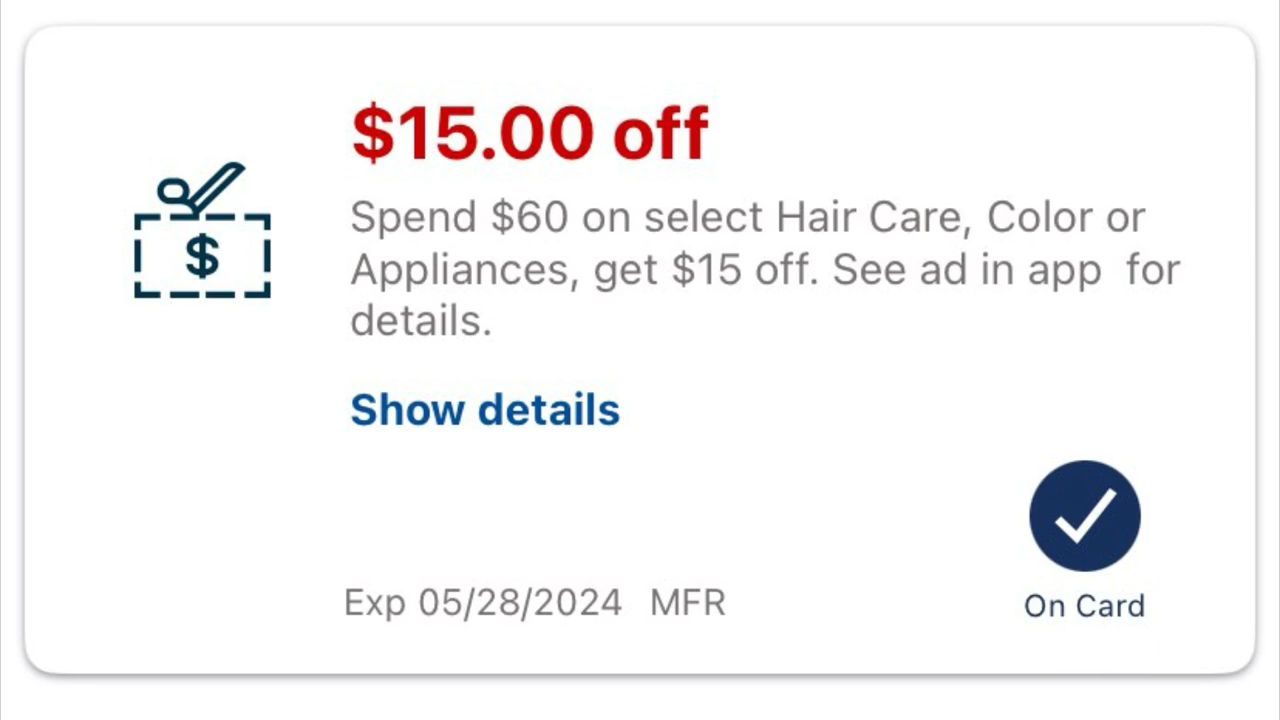 $15.00 off
$
Spend $60 on select Hair Care, Color or
Appliances, get $15 off. See ad in app  for
details.
Show details
Exp 05/28/2024  MFR
On Card